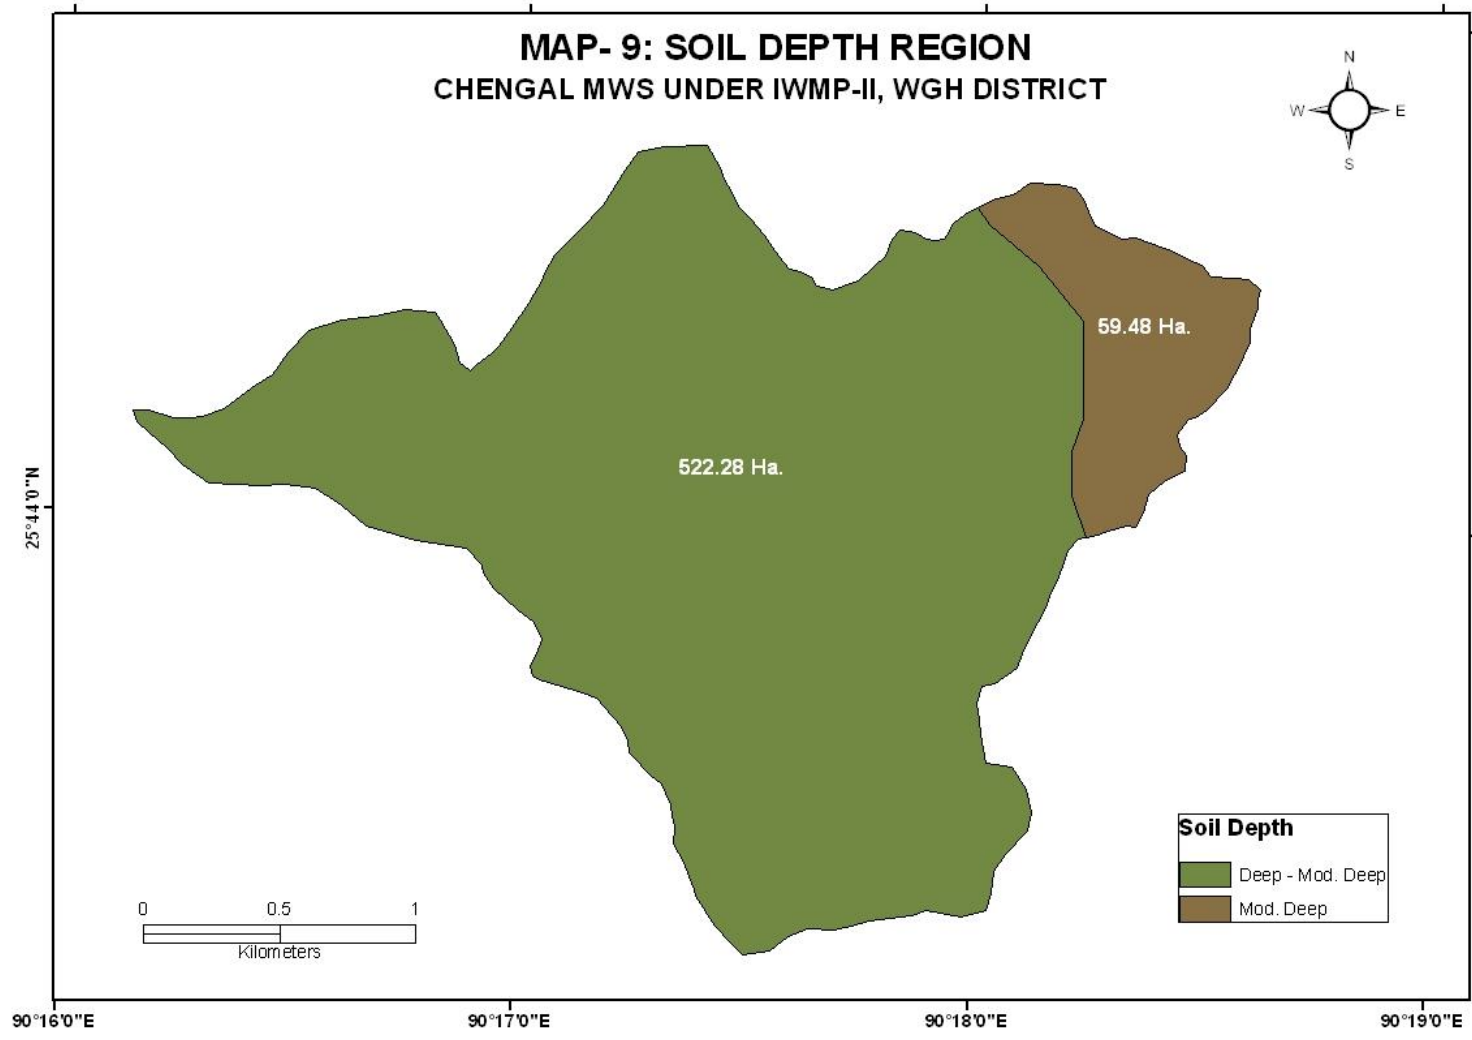 MAP- 9: SOIL DEPTH REGION
CHENGAL MWS UNDER IWMP-II, WGH DISTRICT
N
W E
S
59.48 Ha.
522.28 Ha.
25°44'0"N
Soil Depth
Deep - Mod. Deep
Mod. Deep
0 0.5 1
Kilometers
90°16'0"E 90°17'0"E 90°18'0"E 90°19'0"E